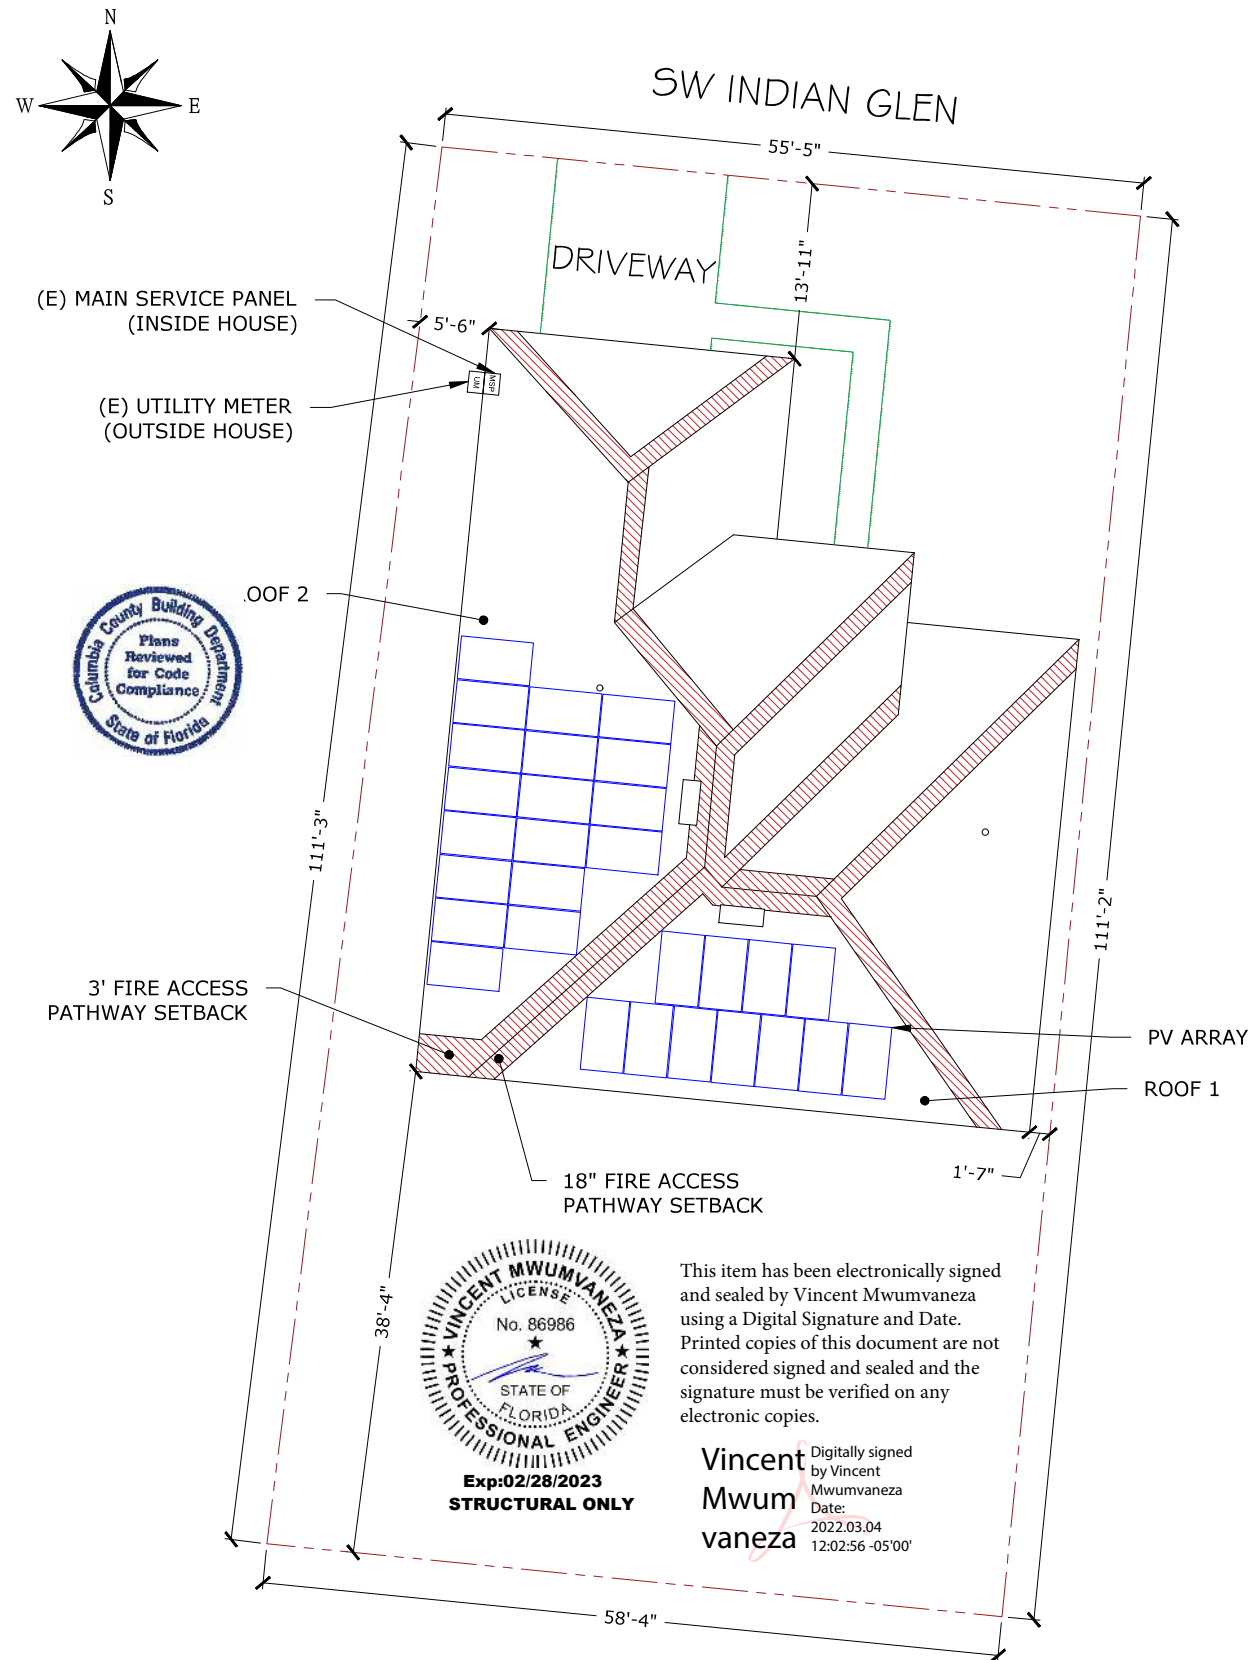 N
W
E
S
SW INDIAN GLEN
55'-5"
DRIVEWAY
13'-11"
(E) MAIN SERVICE PANEL
(INSIDE HOUSE)
5'-6"
MSP
UM
(E) UTILITY METER
(OUTSIDE HOUSE)
OOF 2
Columbia County Building Department
Plans
Reviewed
for Code
Compliance
State of Florida
111'-3"
111'-2"
3' FIRE ACCESS
PATHWAY SETBACK
PV ARRAY
ROOF 1
1'-7"
18" FIRE ACCESS
PATHWAY SETBACK
38'-4"
VINCENT MWUMVANEZA
LICENSE
No. 86986
STATE OF
FLORIDA
PROFESSIONAL ENGINEER
Exp:02/28/2023
STRUCTURAL ONLY
This item has been electronically signed
and sealed by Vincent Mwumvaneza
using a Digital Signature and Date.
Printed copies of this document are not
considered signed and sealed and the
signature must be verified on any
electronic copies.
Vincent
Mwum
vaneza
Digitally signed
by Vincent
Mwumvaneza
Date:
2022.03.04
12:02:56 -05'00'
58'-4"